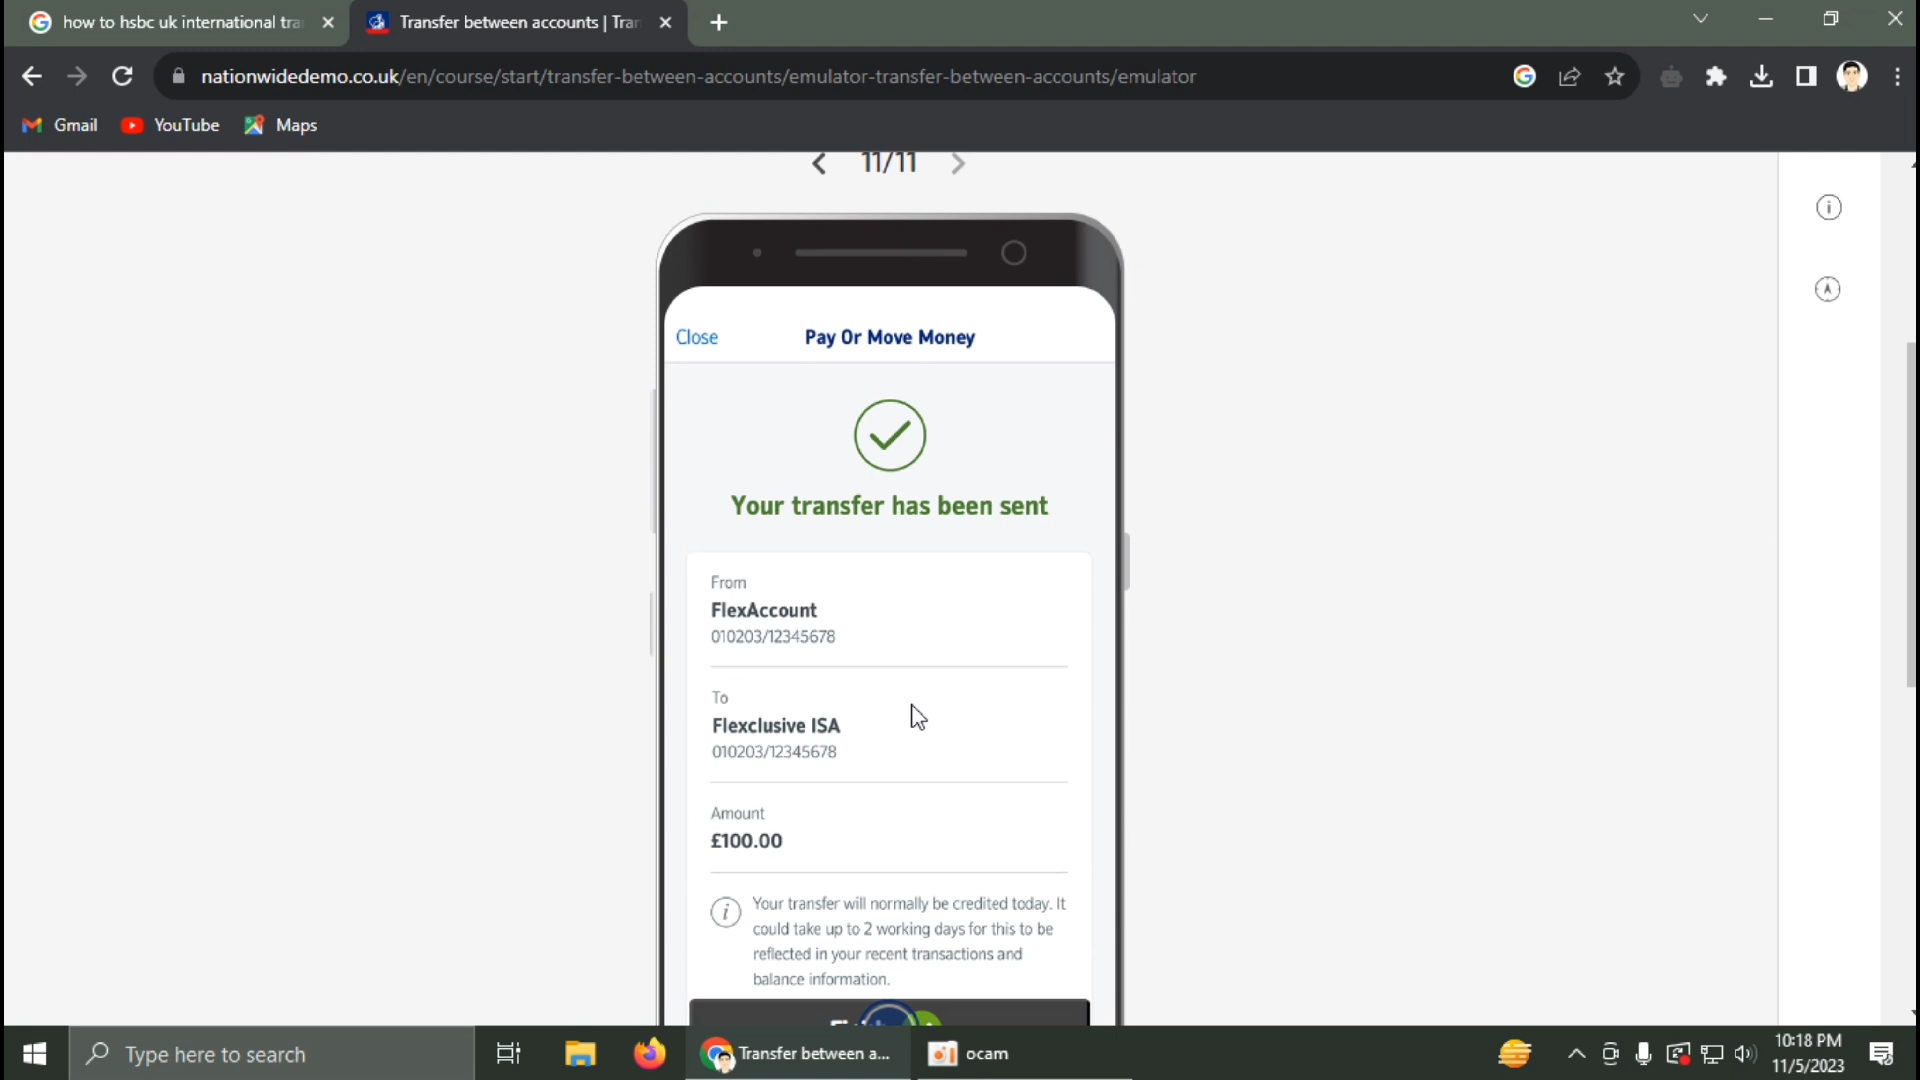 how to hsbc uk international tra
Transfer between accounts | Tran
nationwidedemo.co.uk/en/course/start/transfer-between-accounts/emulator-transfer-between-accounts/emulator
Gmail
YouTube
Maps
11/11
Close
Pay Or Move Money
Your transfer has been sent
From
FlexAccount
010203/12345678
To
Flexclusive ISA
010203/12345678
Amount
£100.00
Your transfer will normally be credited today. It
could take up to 2 working days for this to be
reflected in your recent transactions and
balance information.
Type here to search
Transfer between a...
ocam
10:18 PM
11/5/2023